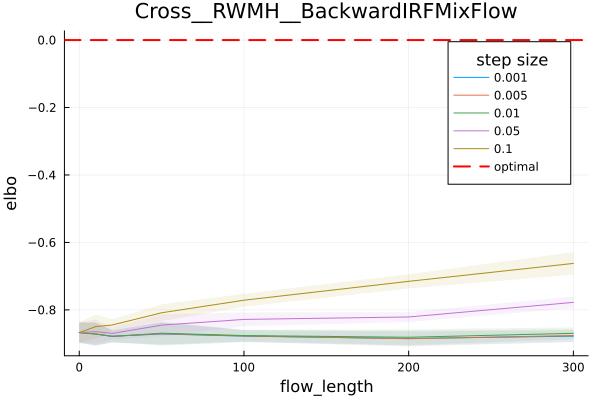 Cross__RWMH__BackwardIRFMixFlow
0.0
−0.2
−0.4
−0.6
−0.8
elbo
step size
0.001
0.005
0.01
0.05
0.1
optimal
0
100
200
300
flow_length